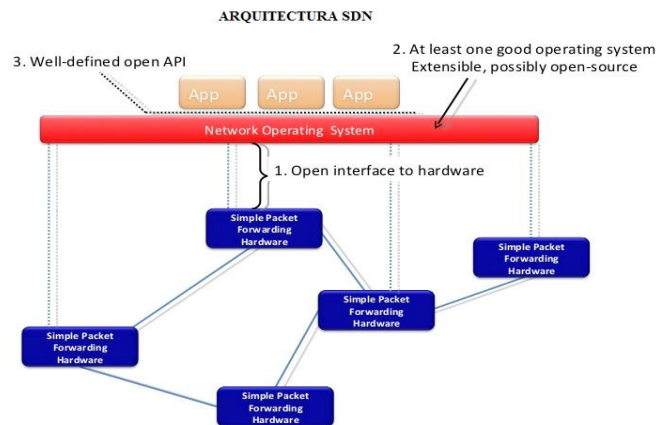 ARQUITECTURA SDN
3. Well-defined open API
2. At least one good operating system
Extensible, possibly open-source
App
App
App
Network Operating System
1. Open interface to hardware
Simple Packet
Forwarding
Hardware
Simple Packet
Forwarding
Hardware
Simple Packet
Forwarding
Hardware
Simple Packet
Forwarding
Hardware
Simple Packet
Forwarding
Hardware